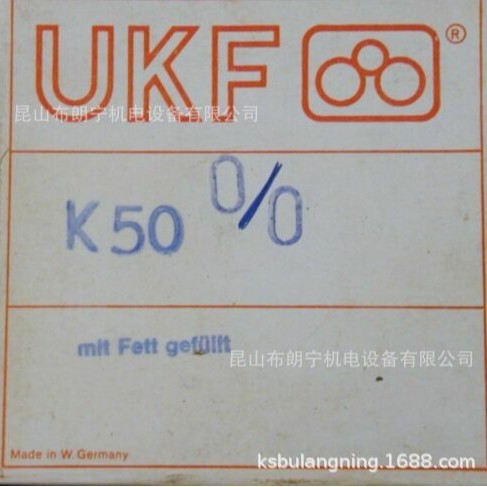 UKF ®
昆山布朗宁机电设备有限公司
K50 0/0
mit Fett gefüllt
昆山布朗宁机电设备有限公司
Made in W. Germany
ksbulangning.1688.com